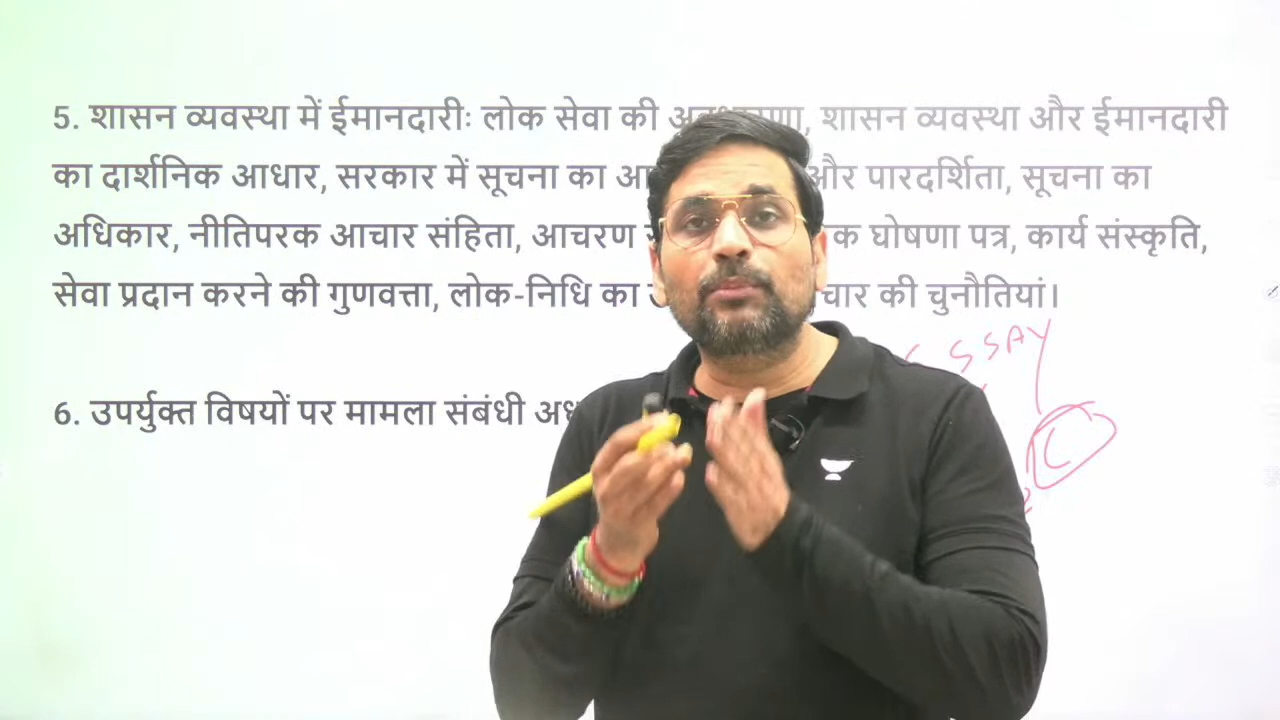 5. शासन व्यवस्था में ईमानदारीः लोक सेवा की शासन व्यवस्था और ईमानदारी
का दार्शनिक आधार, सरकार में सूचना का और पारदर्शिता, सूचना का
अधिकार, नीतिपरक आचार संहिता, आचरण घोषणा पत्र, कार्य संस्कृति,
सेवा प्रदान करने की गुणवत्ता, लोक-निधि का की चुनौतियां।
ESSAY
6. उपर्युक्त विषयों पर मामला संबंधी